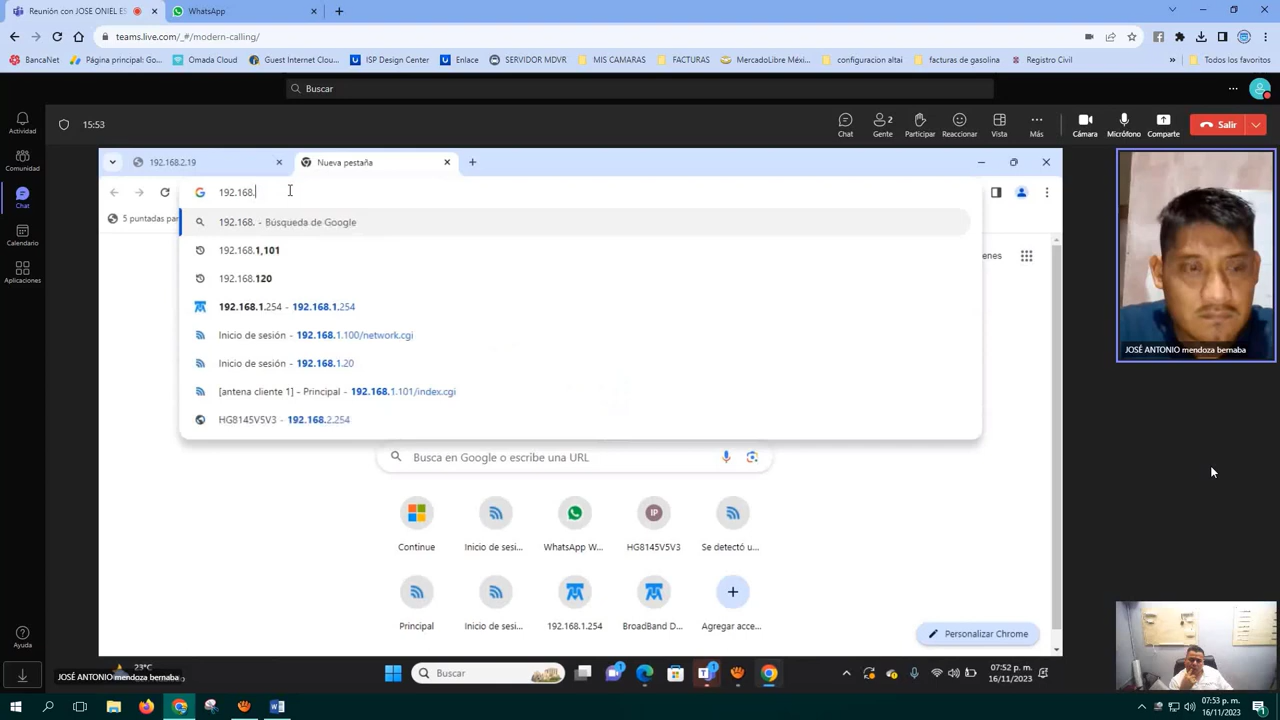 Reunión con JOSE ONIEL ES
WhatsApp
teams.live.com/_#/modern-calling/
BancaNet
Página principal: G...
Omada Cloud
Guest Internet Clou...
ISP Design Center
Enlace
SERVIDOR MDVR
MIS CAMARAS
FACTURAS
MercadoLibre Méxi...
configuracion altai
facturas de gasolina
Registro Civil
»
Todos los favoritos
Buscar
Actividad
Comunidad
Chat
Calendario
Aplicaciones
Ayuda
15:53
Chat
2
Gente
Participar
Reaccionar
Vista
Más
Cámara
Micrófono
Comparte
Salir
192.168.2.19
Nueva pestaña
192.168.
5 puntadas par
192.168. - Búsqueda de Google
192.168.1,101
192.168.120
192.168.1.254 - 192.168.1.254
Inicio de sesión - 192.168.1.100/network.cgi
Inicio de sesión - 192.168.1.20
[antena cliente 1] - Principal - 192.168.1.101/index.cgi
HG8145V5V3 - 192.168.2.254
enes
Busca en Google o escribe una URL
Continue
Inicio de sesi...
WhatsApp W...
IP
HG8145V5V3
Se detectó u...
Principal
Inicio de sesi...
192.168.1.254
BroadBand D...
Agregar acce...
Personalizar Chrome
JOSÉ ANTONIO mendoza bernaba
23°C
JOSÉ ANTONIO mendoza bernaba
Buscar
07:52 p. m.
16/11/2023
07:53 p. m.
16/11/2023